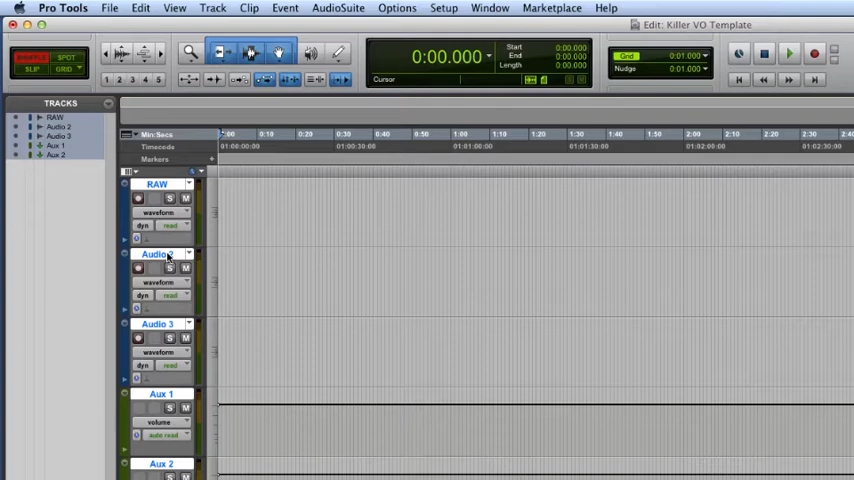 Pro Tools File Edit View Track Clip Event AudioSuite Options Setup Window Marketplace Help
Edit: Killer VO Template
SHUFFLE SPOT
SLIP GRID
1 2 3 4 5
0:00.000
Start 0:00.000
End 0:00.000
Length 0:00.000
Cursor
Grid 0:01.000
Nudge 0:01.000
TRACKS
RAW
Audio 2
Audio 3
Aux 1
Aux 2
Min:Secs 0:00 0:10 0:20 0:30 0:40 0:50 1:00 1:10 1:20 1:30 1:40 1:50 2:00 2:10 2:20 2:30 2:40
Timecode 01:00:00:00 01:00:30:00 01:01:00:00 01:01:30:00 01:02:00:00 01:02:30:00
Markers
RAW
S M
waveform
dyn read
Audio 2
S M
waveform
dyn read
Audio 3
S M
waveform
dyn read
Aux 1
S M
volume
auto read
Aux 2
S M